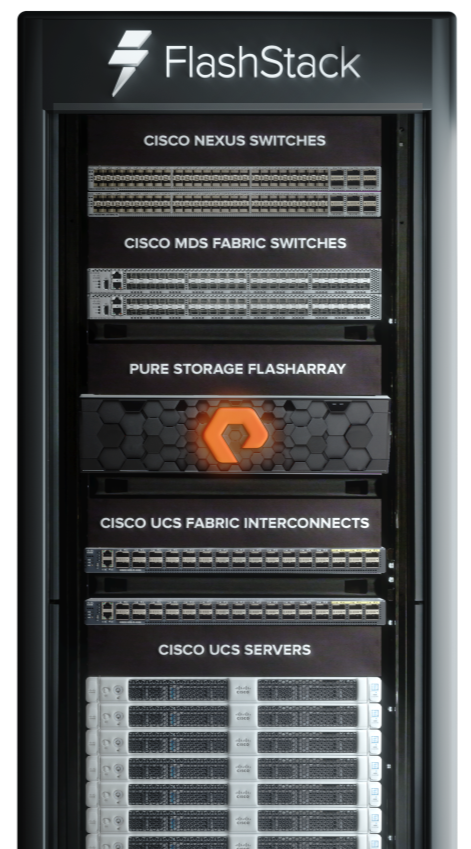 FlashStack
CISCO NEXUS SWITCHES
CISCO MDS FABRIC SWITCHES
PURE STORAGE FLASHARRAY
CISCO UCS FABRIC INTERCONNECTS
CISCO UCS SERVERS